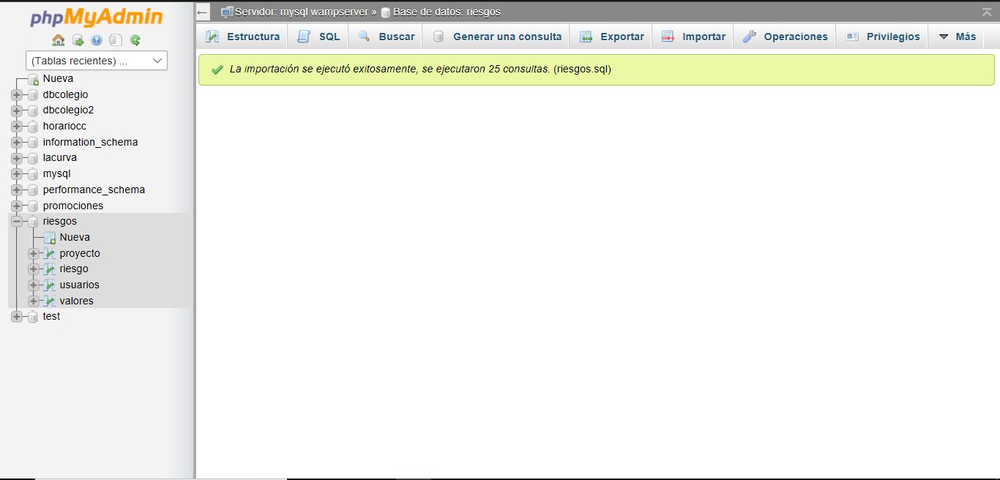 phpMyAdmin
(Tablas recientes) ...
Nueva
dbcolegio
dbcolegio2
horariocc
information_schema
lacurva
mysql
performance_schema
promociones
riesgos
Nueva
proyecto
riesgo
usuarios
valores
test
Servidor: mysql wampserver » Base de datos: riesgos
Estructura SQL Buscar Generar una consulta Exportar Importar Operaciones Privilegios Más
La importación se ejecutó exitosamente, se ejecutaron 25 consultas. (riesgos.sql)